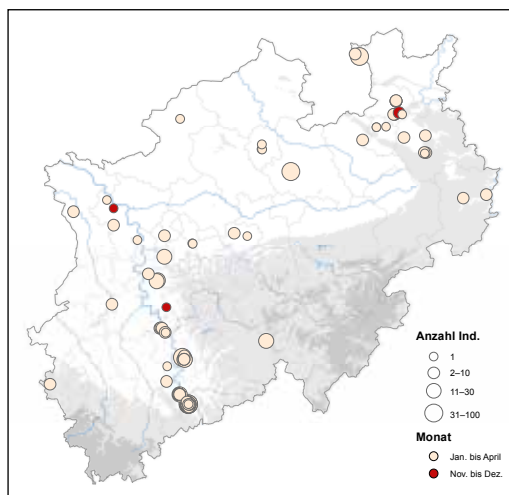 Anzahl Ind.
1
2–10
11–30
31–100
Monat
Jan. bis April
Nov. bis Dez.